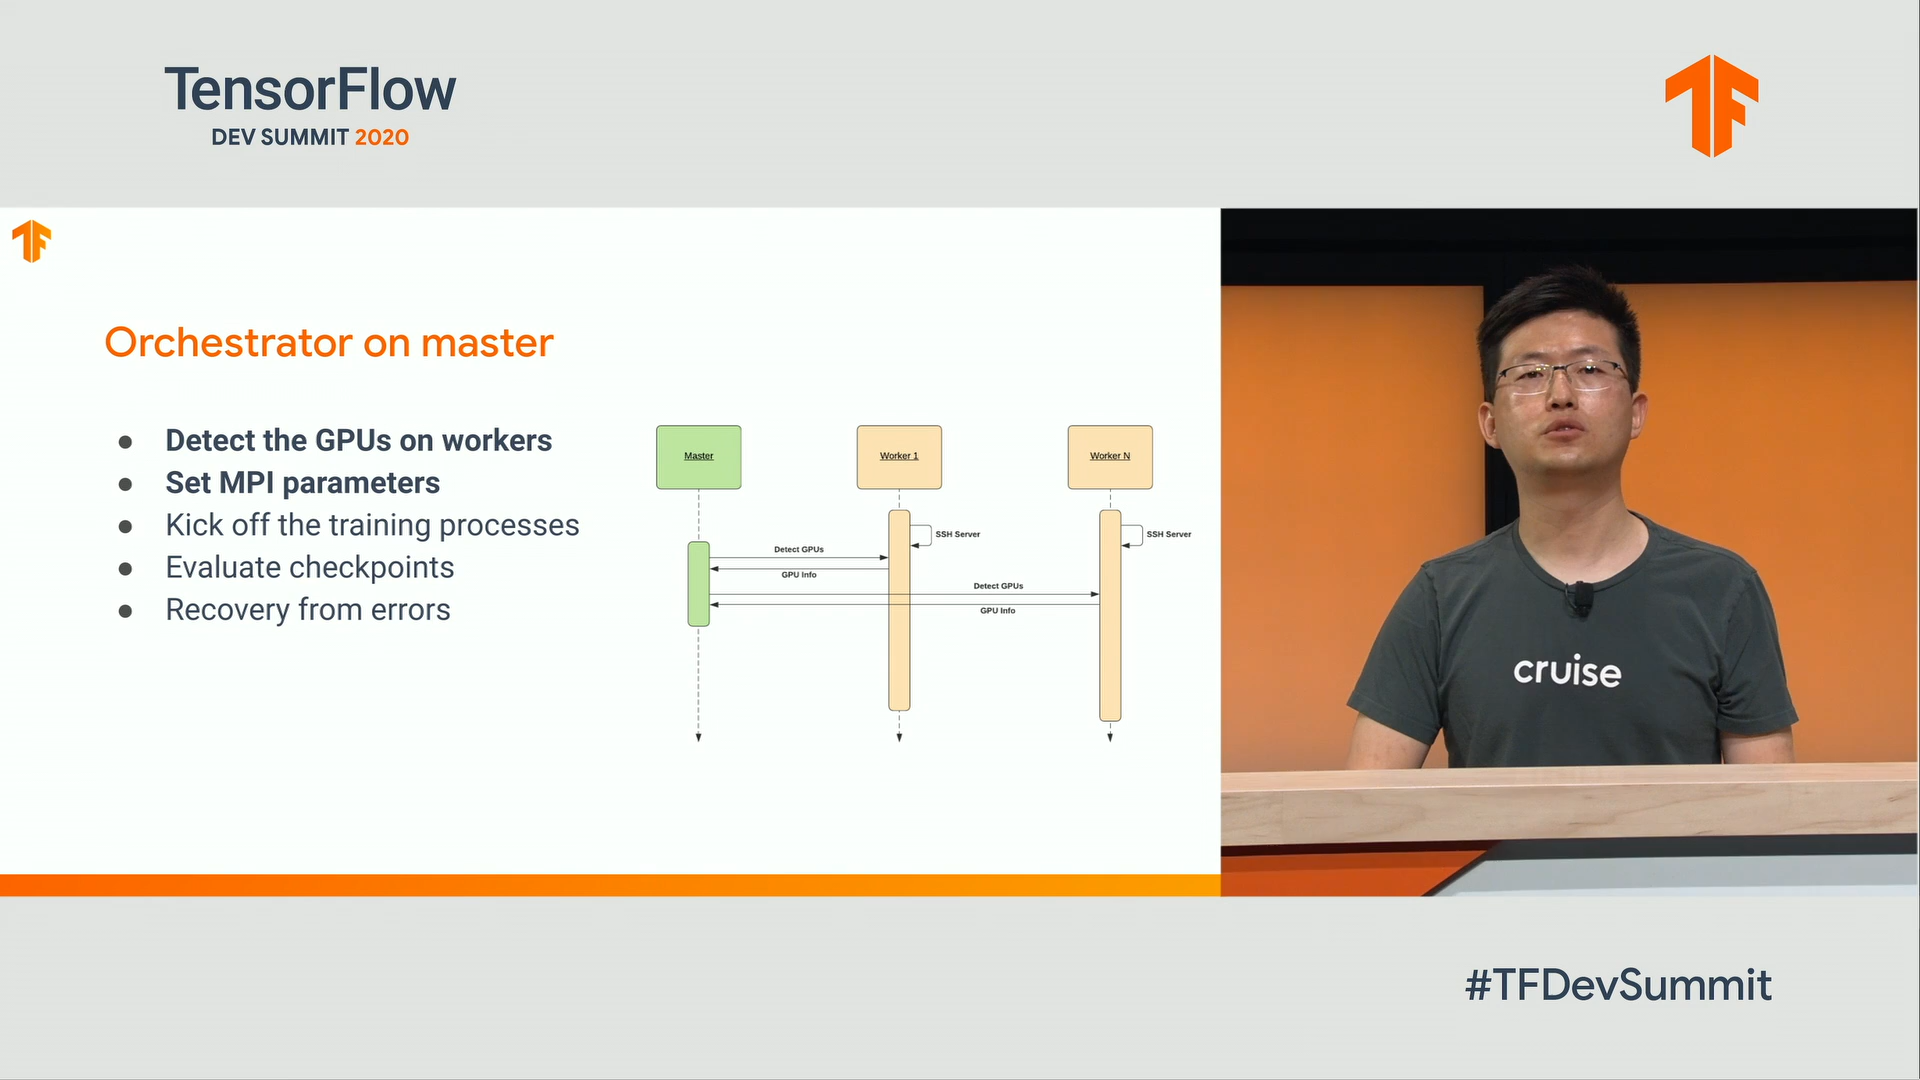 TensorFlow
DEV SUMMIT 2020
Orchestrator on master
● Detect the GPUs on workers
● Set MPI parameters
● Kick off the training processes
● Evaluate checkpoints
● Recovery from errors
Master
Worker 1
Worker N
SSH Server
SSH Server
Detect GPUs
GPU Info
Detect GPUs
GPU Info
cruise
#TFDevSummit